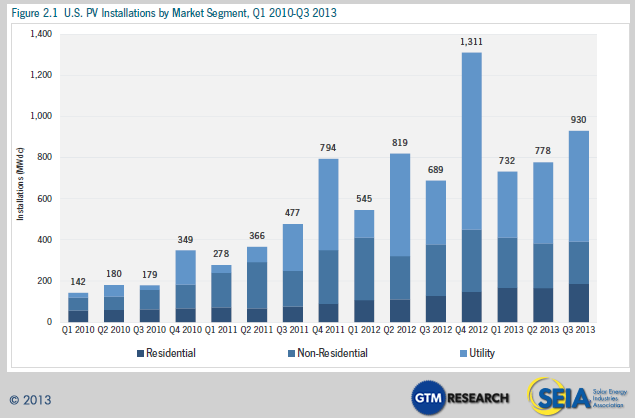 Figure 2.1 U.S. PV Installations by Market Segment, Q1 2010-Q3 2013
Installations (MWdc)
1,400
1,200
1,000
800
600
400
200
0
142
180
179
349
278
366
477
794
545
819
689
1,311
732
778
930
Q1 2010 Q2 2010 Q3 2010 Q4 2010 Q1 2011 Q2 2011 Q3 2011 Q4 2011 Q1 2012 Q2 2012 Q3 2012 Q4 2012 Q1 2013 Q2 2013 Q3 2013
Residential Non-Residential Utility
© 2013
GTM RESEARCH
SEIA
Solar Energy
Industries
Association